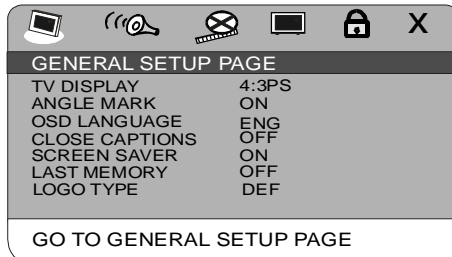 X
GENERAL SETUP PAGE
TV DISPLAY 4:3PS
ANGLE MARK ON
OSD LANGUAGE ENG
CLOSE CAPTIONS OFF
SCREEN SAVER ON
LAST MEMORY OFF
LOGO TYPE DEF
GO TO GENERAL SETUP PAGE